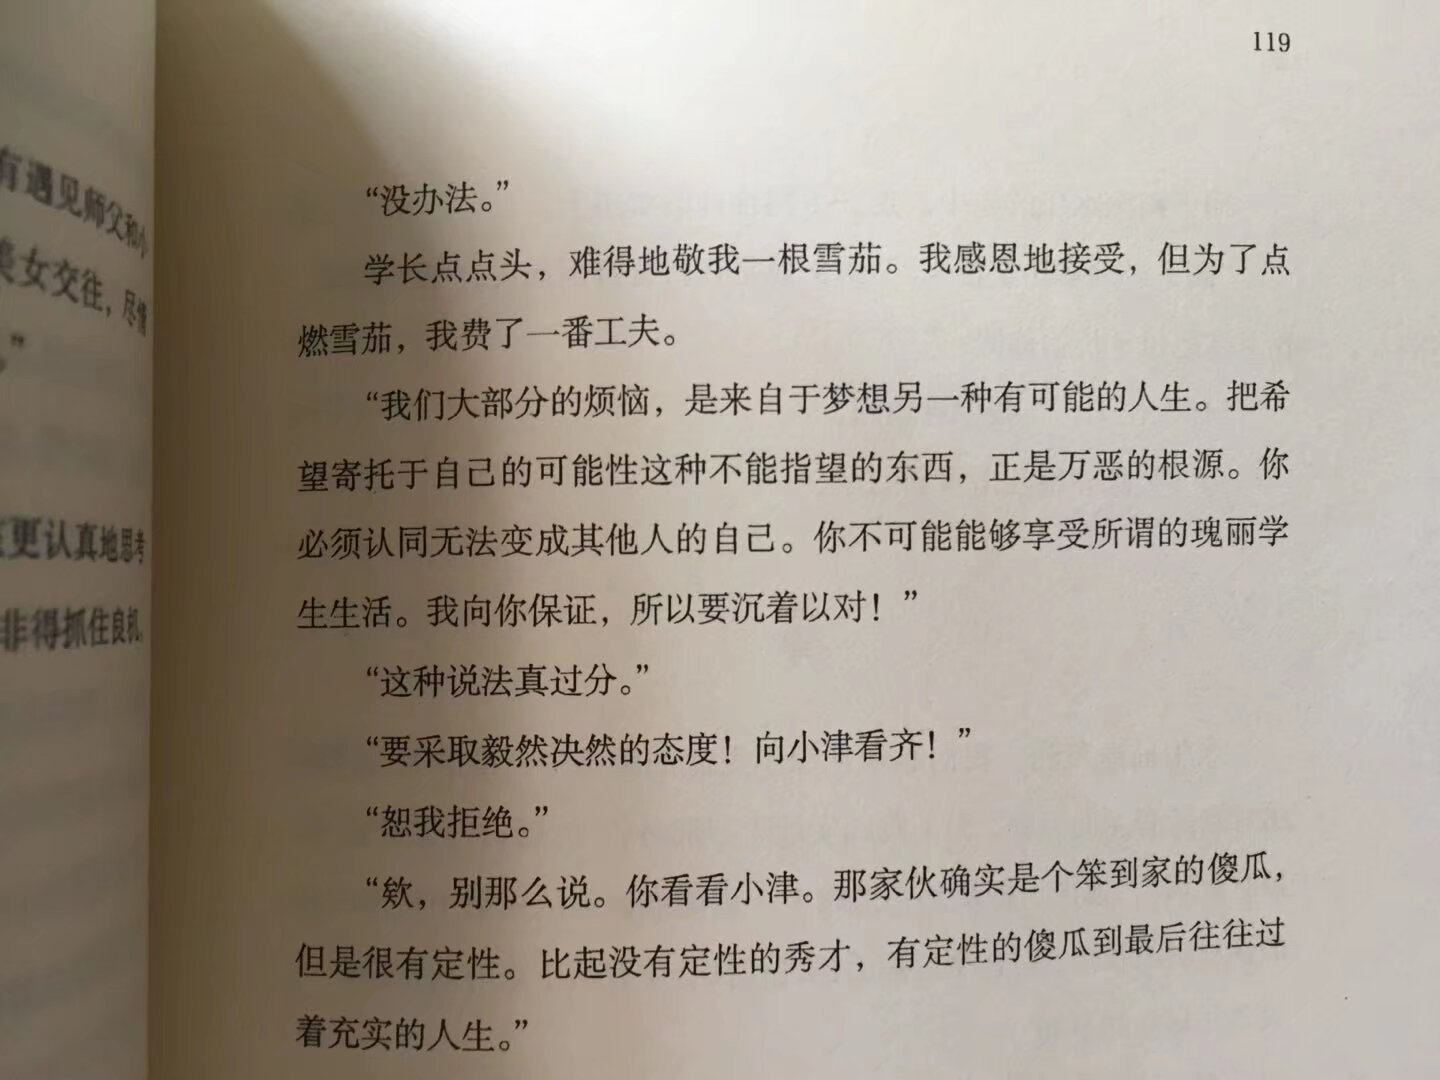 有遇见师父和小
美女交往，尽情
”
更认真地思考
非得抓住良机，
119
“没办法。”
学长点点头，难得地敬我一根雪茄。我感恩地接受，但为了点
燃雪茄，我费了一番工夫。
“我们大部分的烦恼，是来自于梦想另一种有可能的人生。把希
望寄托于自己的可能性这种不能指望的东西，正是万恶的根源。你
必须认同无法变成其他人的自己。你不可能能够享受所谓的瑰丽学
生生活。我向你保证，所以要沉着以对！”
“这种说法真过分。”
“要采取毅然决然的态度！向小津看齐！”
“恕我拒绝。”
“欸，别那么说。你看看小津。那家伙确实是个笨到家的傻瓜，
但是很有定性。比起没有定性的秀才，有定性的傻瓜到最后往往过
着充实的人生。”